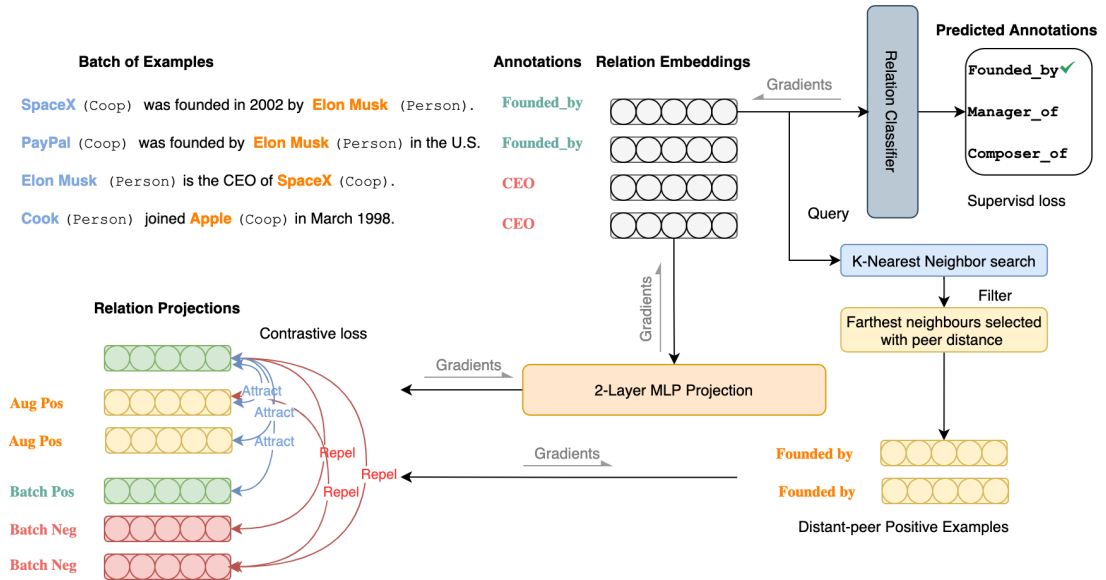 Batch of Examples
Annotations
Relation Embeddings
Gradients
Relation Classifier
Predicted Annotations
SpaceX (Coop) was founded in 2002 by Elon Musk (Person).
Founded_by
Founded_by
PayPal (Coop) was founded by Elon Musk (Person) in the U.S.
Founded_by
Manager_of
Elon Musk (Person) is the CEO of SpaceX (Coop).
CEO
Composer_of
Cook (Person) joined Apple (Coop) in March 1998.
CEO
Query
Supervisd loss
K-Nearest Neighbor search
Filter
Farthest neighbours selected
with peer distance
Gradients
Relation Projections
Contrastive loss
Gradients
2-Layer MLP Projection
Aug Pos
Attract
Attract
Aug Pos
Attract
Repel
Repel
Repel
Batch Pos
Batch Neg
Batch Neg
Gradients
Founded by
Founded by
Distant-peer Positive Examples